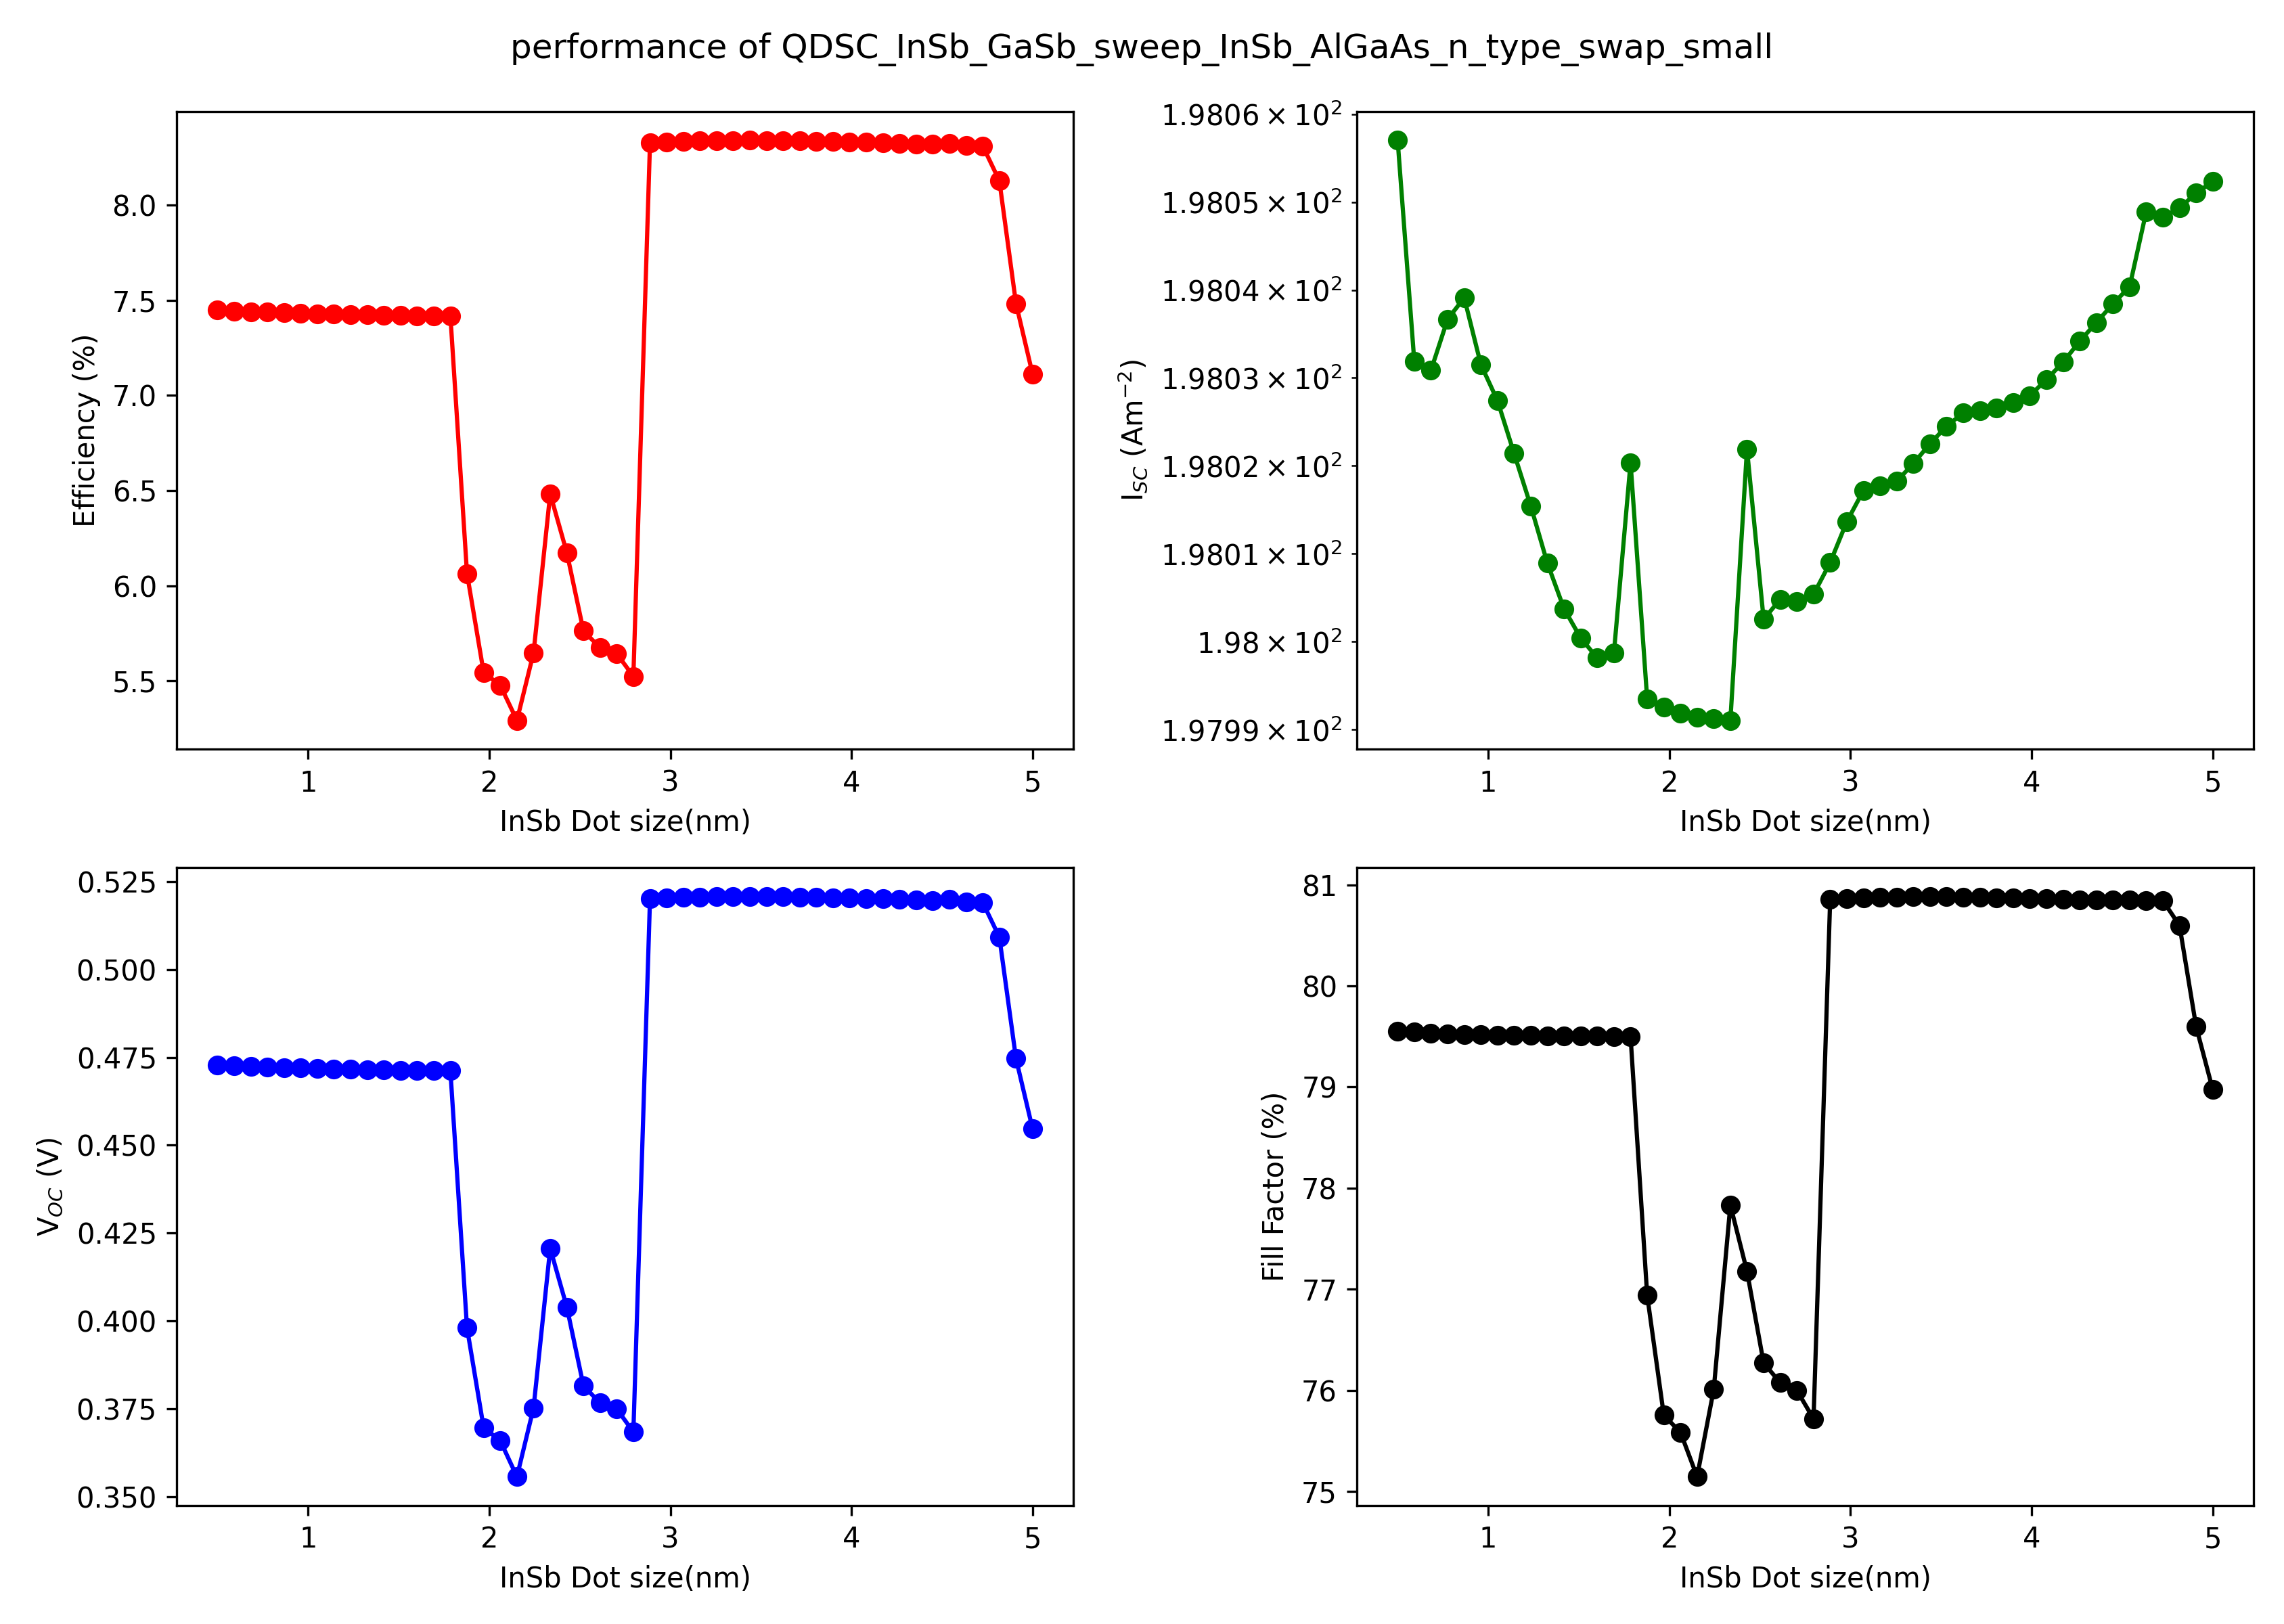 performance of QDSC_InSb_GaSb_sweep_InSb_AlGaAs_n_type_swap_small
Efficiency (%)
8.0
7.5
7.0
6.5
6.0
5.5
1 2 3 4 5
InSb Dot size(nm)
I_SC (Am⁻²)
1.9806 × 10²
1.9805 × 10²
1.9804 × 10²
1.9803 × 10²
1.9802 × 10²
1.9801 × 10²
1.98 × 10²
1.9799 × 10²
1 2 3 4 5
InSb Dot size(nm)
V_OC (V)
0.525
0.500
0.475
0.450
0.425
0.400
0.375
0.350
1 2 3 4 5
InSb Dot size(nm)
Fill Factor (%)
81
80
79
78
77
76
75
1 2 3 4 5
InSb Dot size(nm)